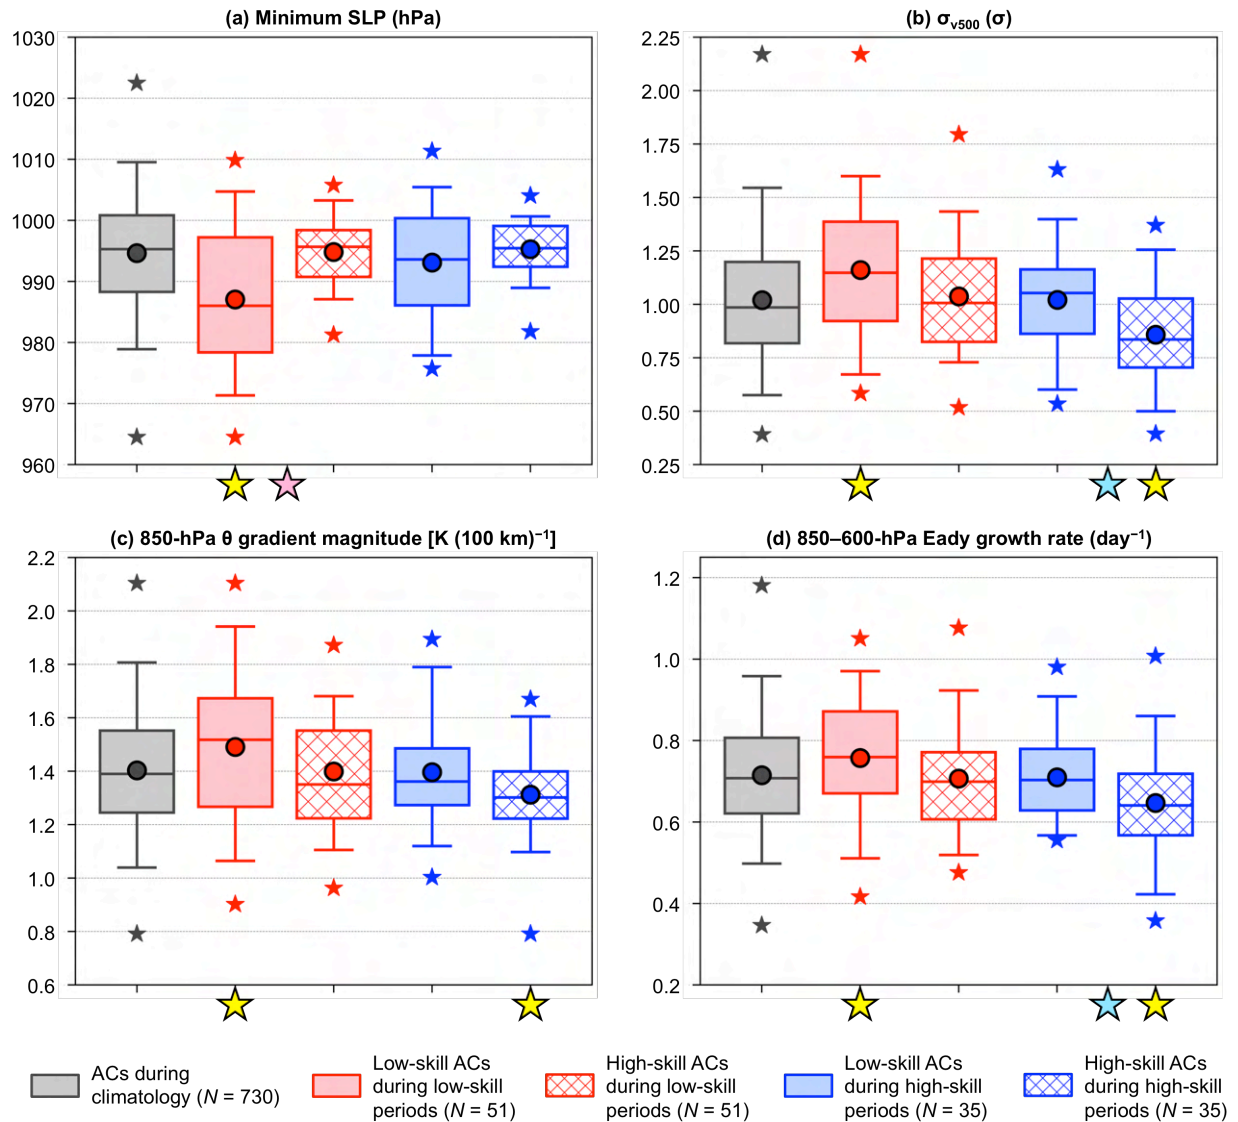 (a) Minimum SLP (hPa)
1030
1020
1010
1000
990
980
970
960
(b) σv500 (σ)
2.25
2.00
1.75
1.50
1.25
1.00
0.75
0.50
0.25
(c) 850-hPa θ gradient magnitude [K (100 km)⁻¹]
2.2
2.0
1.8
1.6
1.4
1.2
1.0
0.8
0.6
(d) 850–600-hPa Eady growth rate (day⁻¹)
1.2
1.0
0.8
0.6
0.4
0.2
ACs during
climatology (N = 730)
Low-skill ACs
during low-skill
periods (N = 51)
High-skill ACs
during low-skill
periods (N = 51)
Low-skill ACs
during high-skill
periods (N = 35)
High-skill ACs
during high-skill
periods (N = 35)